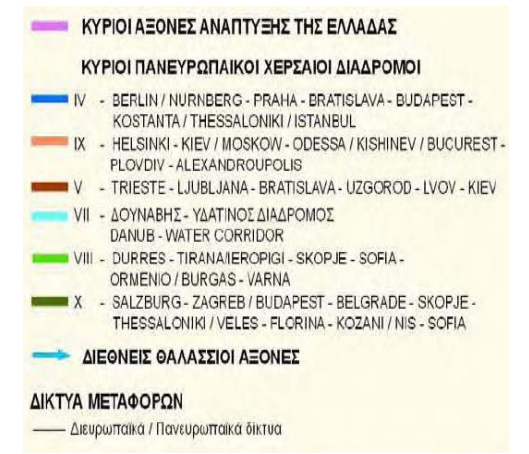 ΚΥΡΙΟΙ ΑΞΟΝΕΣ ΑΝΑΠΤΥΞΗΣ ΤΗΣ ΕΛΛΑΔΑΣ
ΚΥΡΙΟΙ ΠΑΝΕΥΡΩΠΑΙΚΟΙ ΧΕΡΣΑΙΟΙ ΔΙΑΔΡΟΜΟΙ
IV - BERLIN / NURNBERG - PRAHA - BRATISLAVA - BUDAPEST -
KOSTANTA / THESSALONIKI / ISTANBUL
IX - HELSINKI - KIEV / MOSKOW - ODESSA / KISHINEV / BUCUREST -
PLOVDIV - ALEXANDROUPOLIS
V - TRIESTE - LJUBLJANA - BRATISLAVA - UZGOROD - LVOV - KIEV
VII - ΔΟΥΝΑΒΗΣ - ΥΔΑΤΙΝΟΣ ΔΙΑΔΡΟΜΟΣ
DANUB - WATER CORRIDOR
VIII - DURRES - TIRANA/IEROPIGI - SKOPJE - SOFIA -
ORMENIO / BURGAS - VARNA
X - SALZBURG - ZAGREB / BUDAPEST - BELGRADE - SKOPJE -
THESSALONIKI / VELES - FLORINA - KOZANI / NIS - SOFIA
ΔΙΕΘΝΕΙΣ ΘΑΛΑΣΣΙΟΙ ΑΞΟΝΕΣ
ΔΙΚΤΥΑ ΜΕΤΑΦΟΡΩΝ
Διευρωπαϊκά / Πανευρωπαϊκά δίκτυα